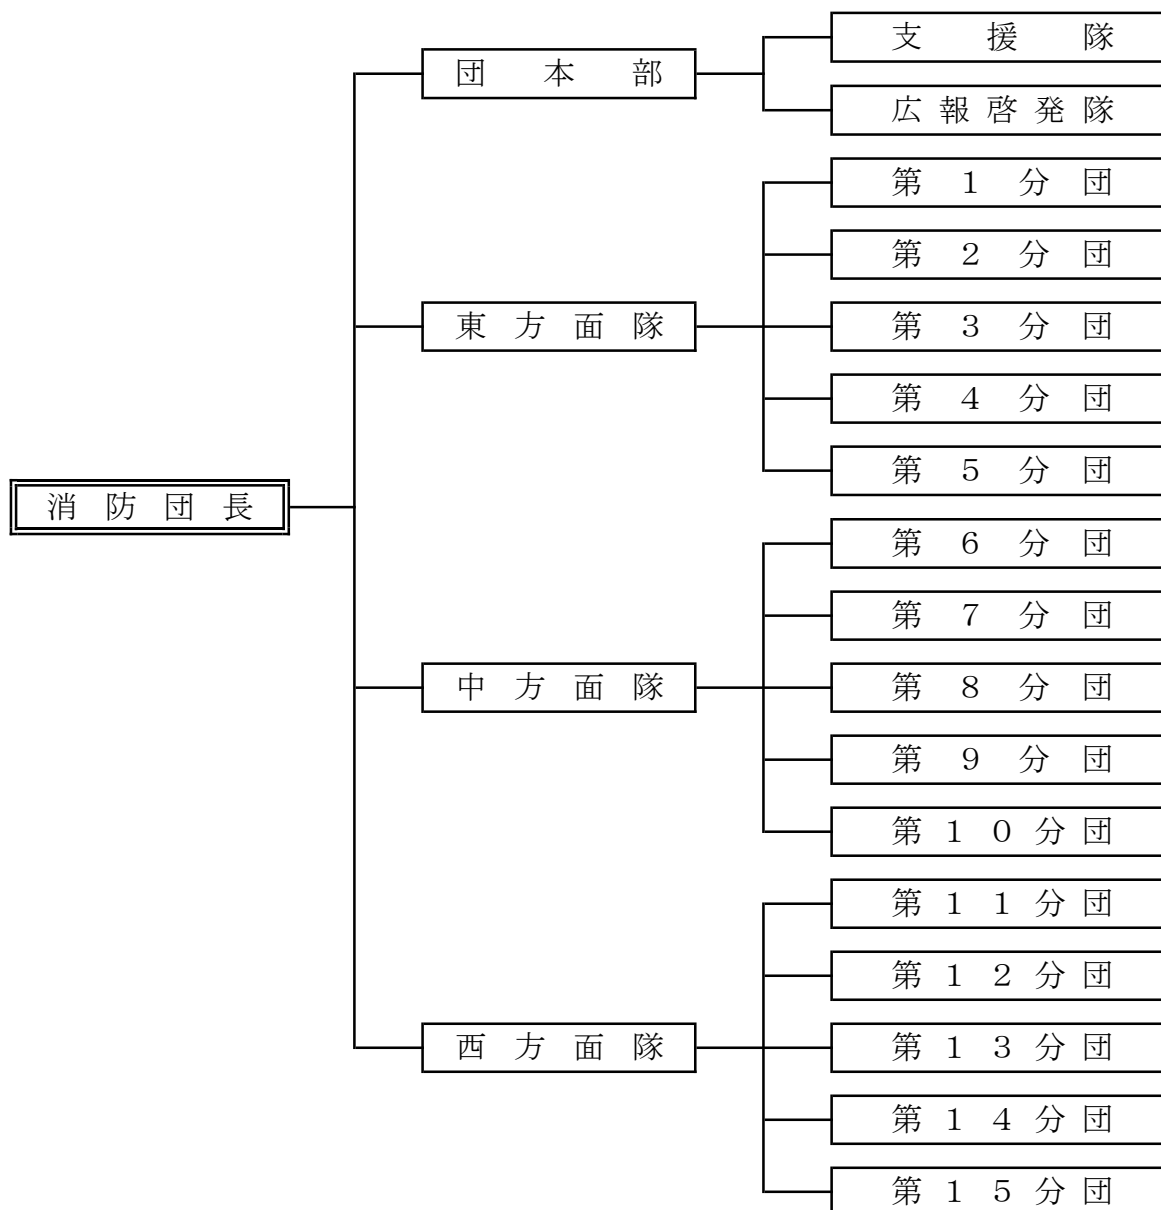 支援隊
団本部
広報啓発隊
第１分団
第２分団
東方面隊
第３分団
第４分団
第５分団
消防団長
第６分団
第７分団
中方面隊
第８分団
第９分団
第１０分団
第１１分団
第１２分団
西方面隊
第１３分団
第１４分団
第１５分団